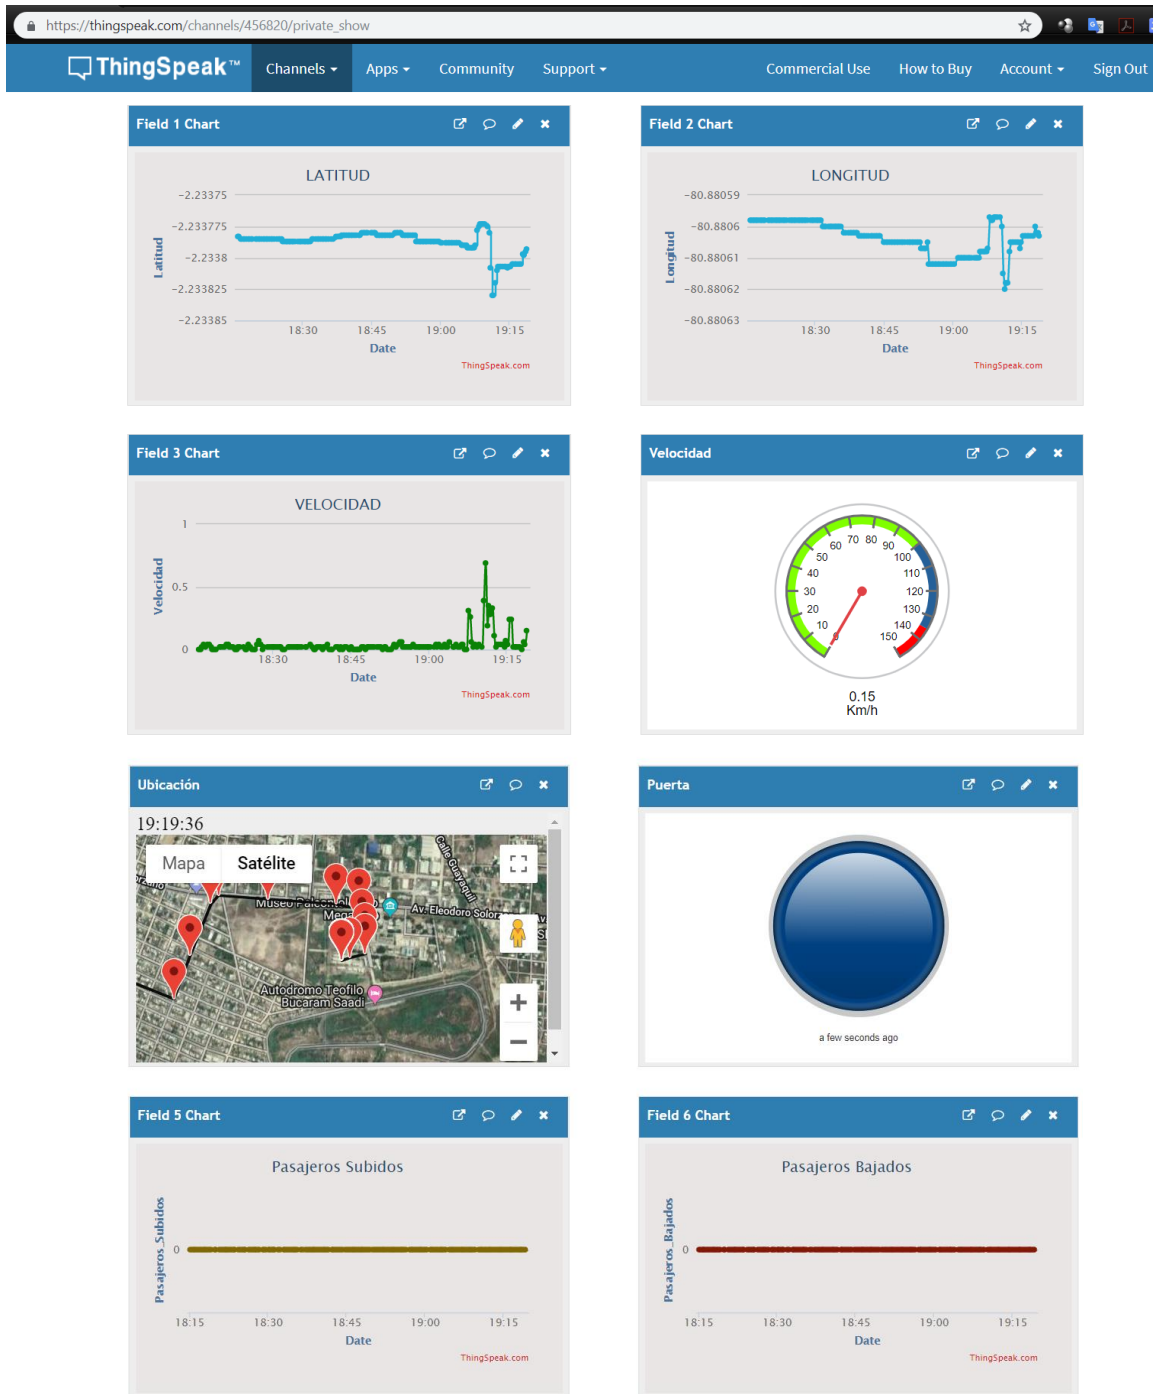 https://thingspeak.com/channels/456820/private_show
ThingSpeak™ Channels Apps Community Support Commercial Use How to Buy Account Sign Out
Field 1 Chart
LATITUD
-2.23375
-2.233775
-2.2338
-2.233825
-2.23385
Latitud
18:30 18:45 19:00 19:15
Date
ThingSpeak.com
Field 2 Chart
LONGITUD
-80.88059
-80.8806
-80.88061
-80.88062
-80.88063
Longitud
18:30 18:45 19:00 19:15
Date
ThingSpeak.com
Field 3 Chart
VELOCIDAD
1
0.5
0
Velocidad
18:30 18:45 19:00 19:15
Date
ThingSpeak.com
Velocidad
0 10 20 30 40 50 60 70 80 90 100 110 120 130 140 150
0.15
Km/h
Ubicación
19:19:36
Mapa Satélite
Calle Guayaquil
Museo Paleontolo
Mega
Av. Eleodoro Solorz
Autodromo Teofilo
Bucaram Saadi
Puerta
a few seconds ago
Field 5 Chart
Pasajeros Subidos
0
Pasajeros_Subidos
18:15 18:30 18:45 19:00 19:15
Date
ThingSpeak.com
Field 6 Chart
Pasajeros Bajados
0
Pasajeros_Bajados
18:15 18:30 18:45 19:00 19:15
Date
ThingSpeak.com